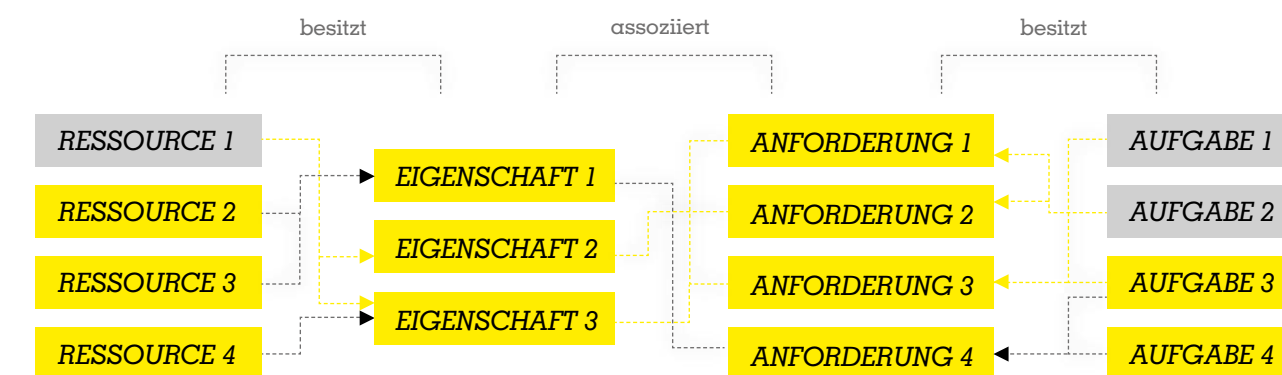 besitzt
assoziiert
besitzt
RESSOURCE 1
RESSOURCE 2
RESSOURCE 3
RESSOURCE 4
EIGENSCHAFT 1
EIGENSCHAFT 2
EIGENSCHAFT 3
ANFORDERUNG 1
ANFORDERUNG 2
ANFORDERUNG 3
ANFORDERUNG 4
AUFGABE 1
AUFGABE 2
AUFGABE 3
AUFGABE 4